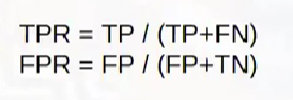 TPR = TP / (TP+FN)
FPR = FP / (FP+TN)